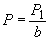 P = P₁/b